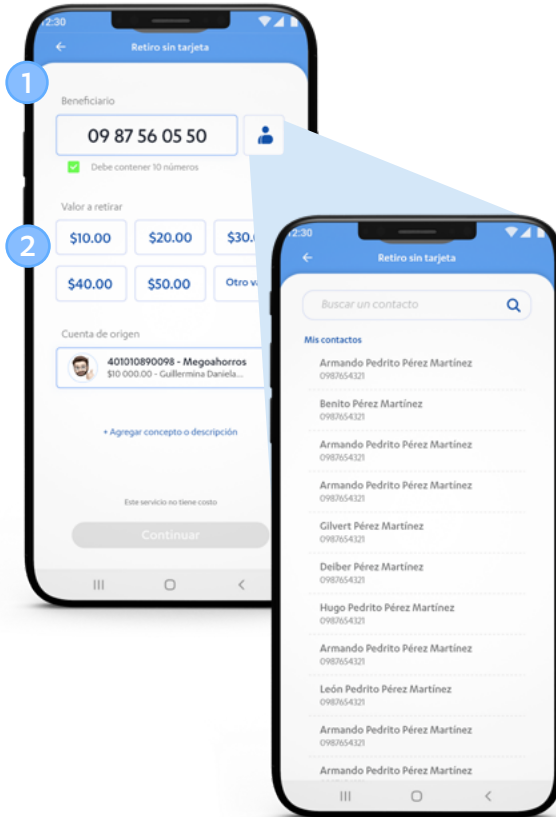 2:30
Retiro sin tarjeta
1
Beneficiario
09 87 56 05 50
Debe contener 10 números
Valor a retirar
2
$10.00
$20.00
$30.
$40.00
$50.00
Otro va
Cuenta de origen
401010890098 - Megoahorros
$10 000.00 - Guillermina Daniela...
+ Agregar concepto o descripción
Este servicio no tiene costo
Continuar
2:30
Retiro sin tarjeta
Buscar un contacto
Mis contactos
Armando Pedrito Pérez Martínez
0987654321
Benito Pérez Martínez
0987654321
Armando Pedrito Pérez Martínez
0987654321
Armando Pedrito Pérez Martínez
0987654321
Gilvert Pérez Martínez
0987654321
Deiber Pérez Martínez
0987654321
Hugo Pedrito Pérez Martínez
0987654321
Armando Pedrito Pérez Martínez
0987654321
León Pedrito Pérez Martínez
0987654321
Armando Pedrito Pérez Martínez
0987654321
Armando Pedrito Pérez Martínez